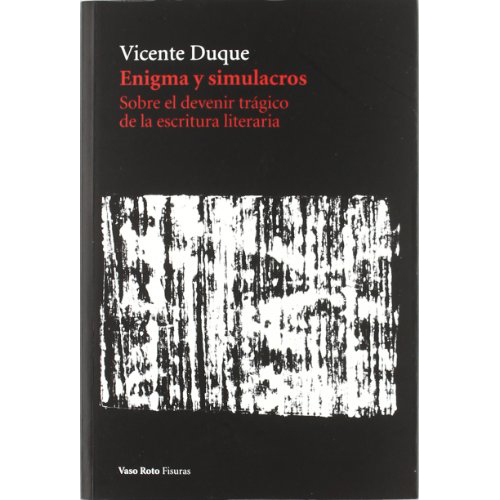 Vicente Duque
Enigma y simulacros
Sobre el devenir trágico
de la escritura literaria
Vaso Roto Fisuras